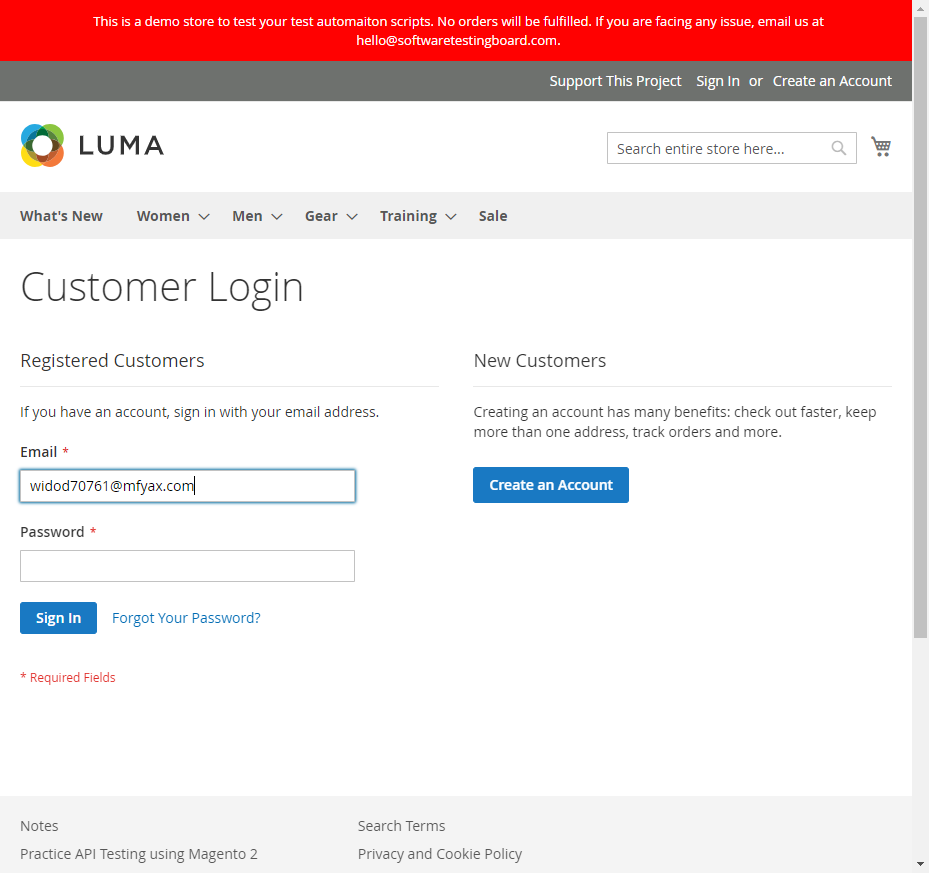 This is a demo store to test your test automaiton scripts. No orders will be fulfilled. If you are facing any issue, email us at
hello@softwaretestingboard.com.
Support This Project Sign In or Create an Account
LUMA
Search entire store here...
What's New Women Men Gear Training Sale
Customer Login
Registered Customers
If you have an account, sign in with your email address.
Email *
widod70761@mfyax.com
Password *
Sign In Forgot Your Password?
* Required Fields
New Customers
Creating an account has many benefits: check out faster, keep
more than one address, track orders and more.
Create an Account
Notes
Practice API Testing using Magento 2
Search Terms
Privacy and Cookie Policy